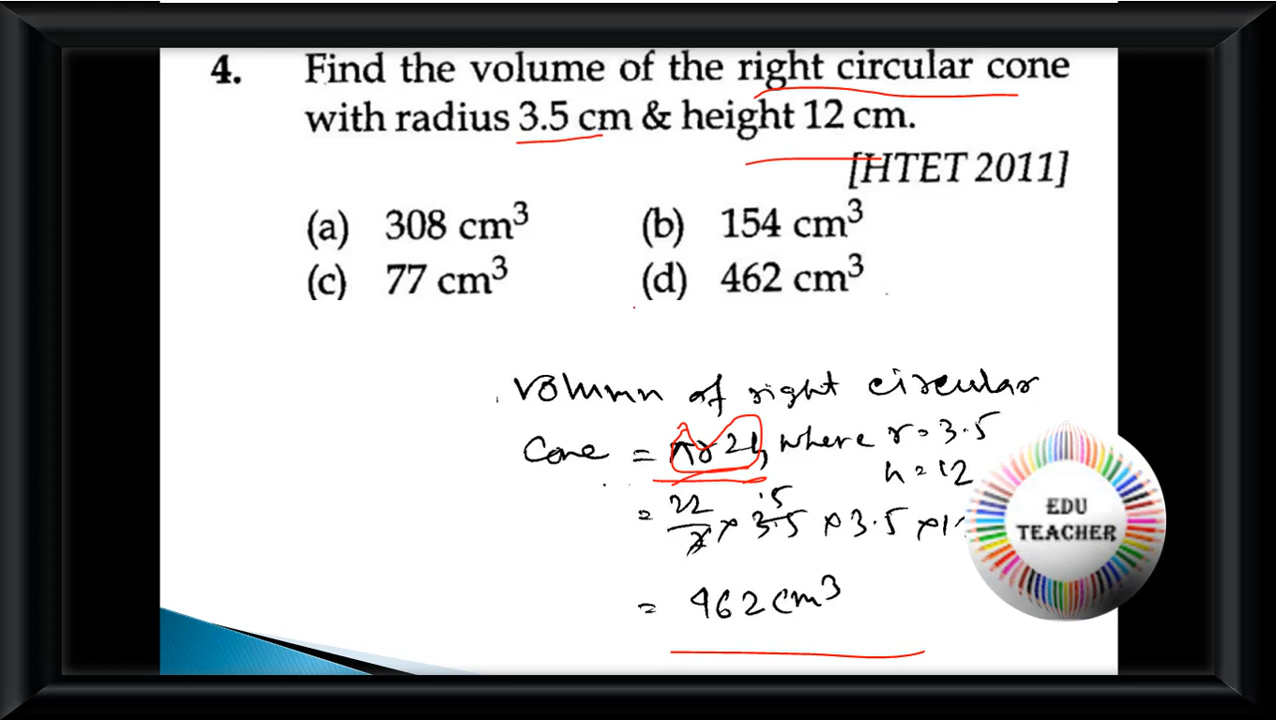 4. Find the volume of the right circular cone
with radius 3.5 cm & height 12 cm.
[HTET 2011]
(a) 308 cm³ (b) 154 cm³
(c) 77 cm³ (d) 462 cm³
of right circular
Cone = πr2h, where r = 3.5
h = 12
= 22/7 × 3.5 × 3.5 ×
.5
= 462 cm³
EDU
TEACHER